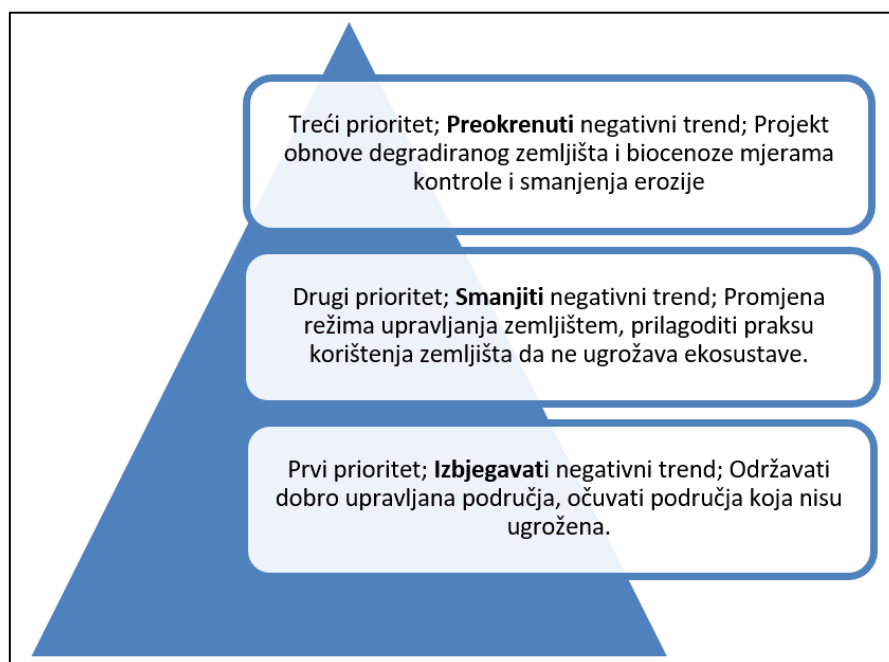 Treći prioritet; Preokrenuti negativni trend; Projekt
obnove degradiranog zemljišta i biocenoze mjerama
kontrole i smanjenja erozije
Drugi prioritet; Smanjiti negativni trend; Promjena
režima upravljanja zemljištem, prilagoditi praksu
korištenja zemljišta da ne ugrožava ekosustave.
Prvi prioritet; Izbjegavati negativni trend; Održavati
dobro upravljana područja, očuvati područja koja nisu
ugrožena.